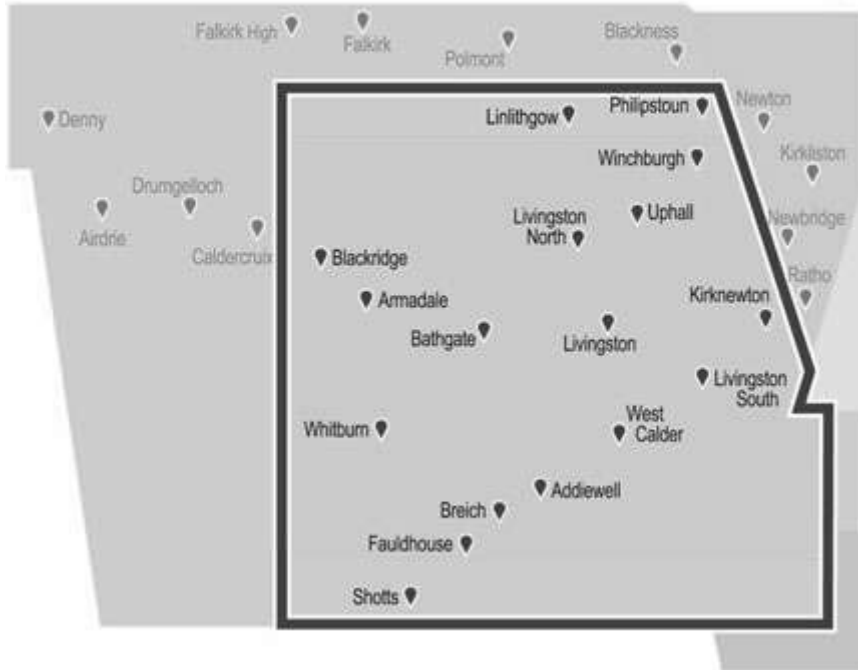 Falkirk High
Falkirk
Polmont
Blackness
Denny
Linlithgow
Philipstoun
Newton
Winchburgh
Kirkliston
Drumgelloch
Airdrie
Livingston
North
Uphall
Newbridge
Caldercruix
Blackridge
Ratho
Armadale
Kirknewton
Bathgate
Livingston
Livingston
South
Whitburn
West
Calder
Addiewell
Breich
Fauldhouse
Shotts